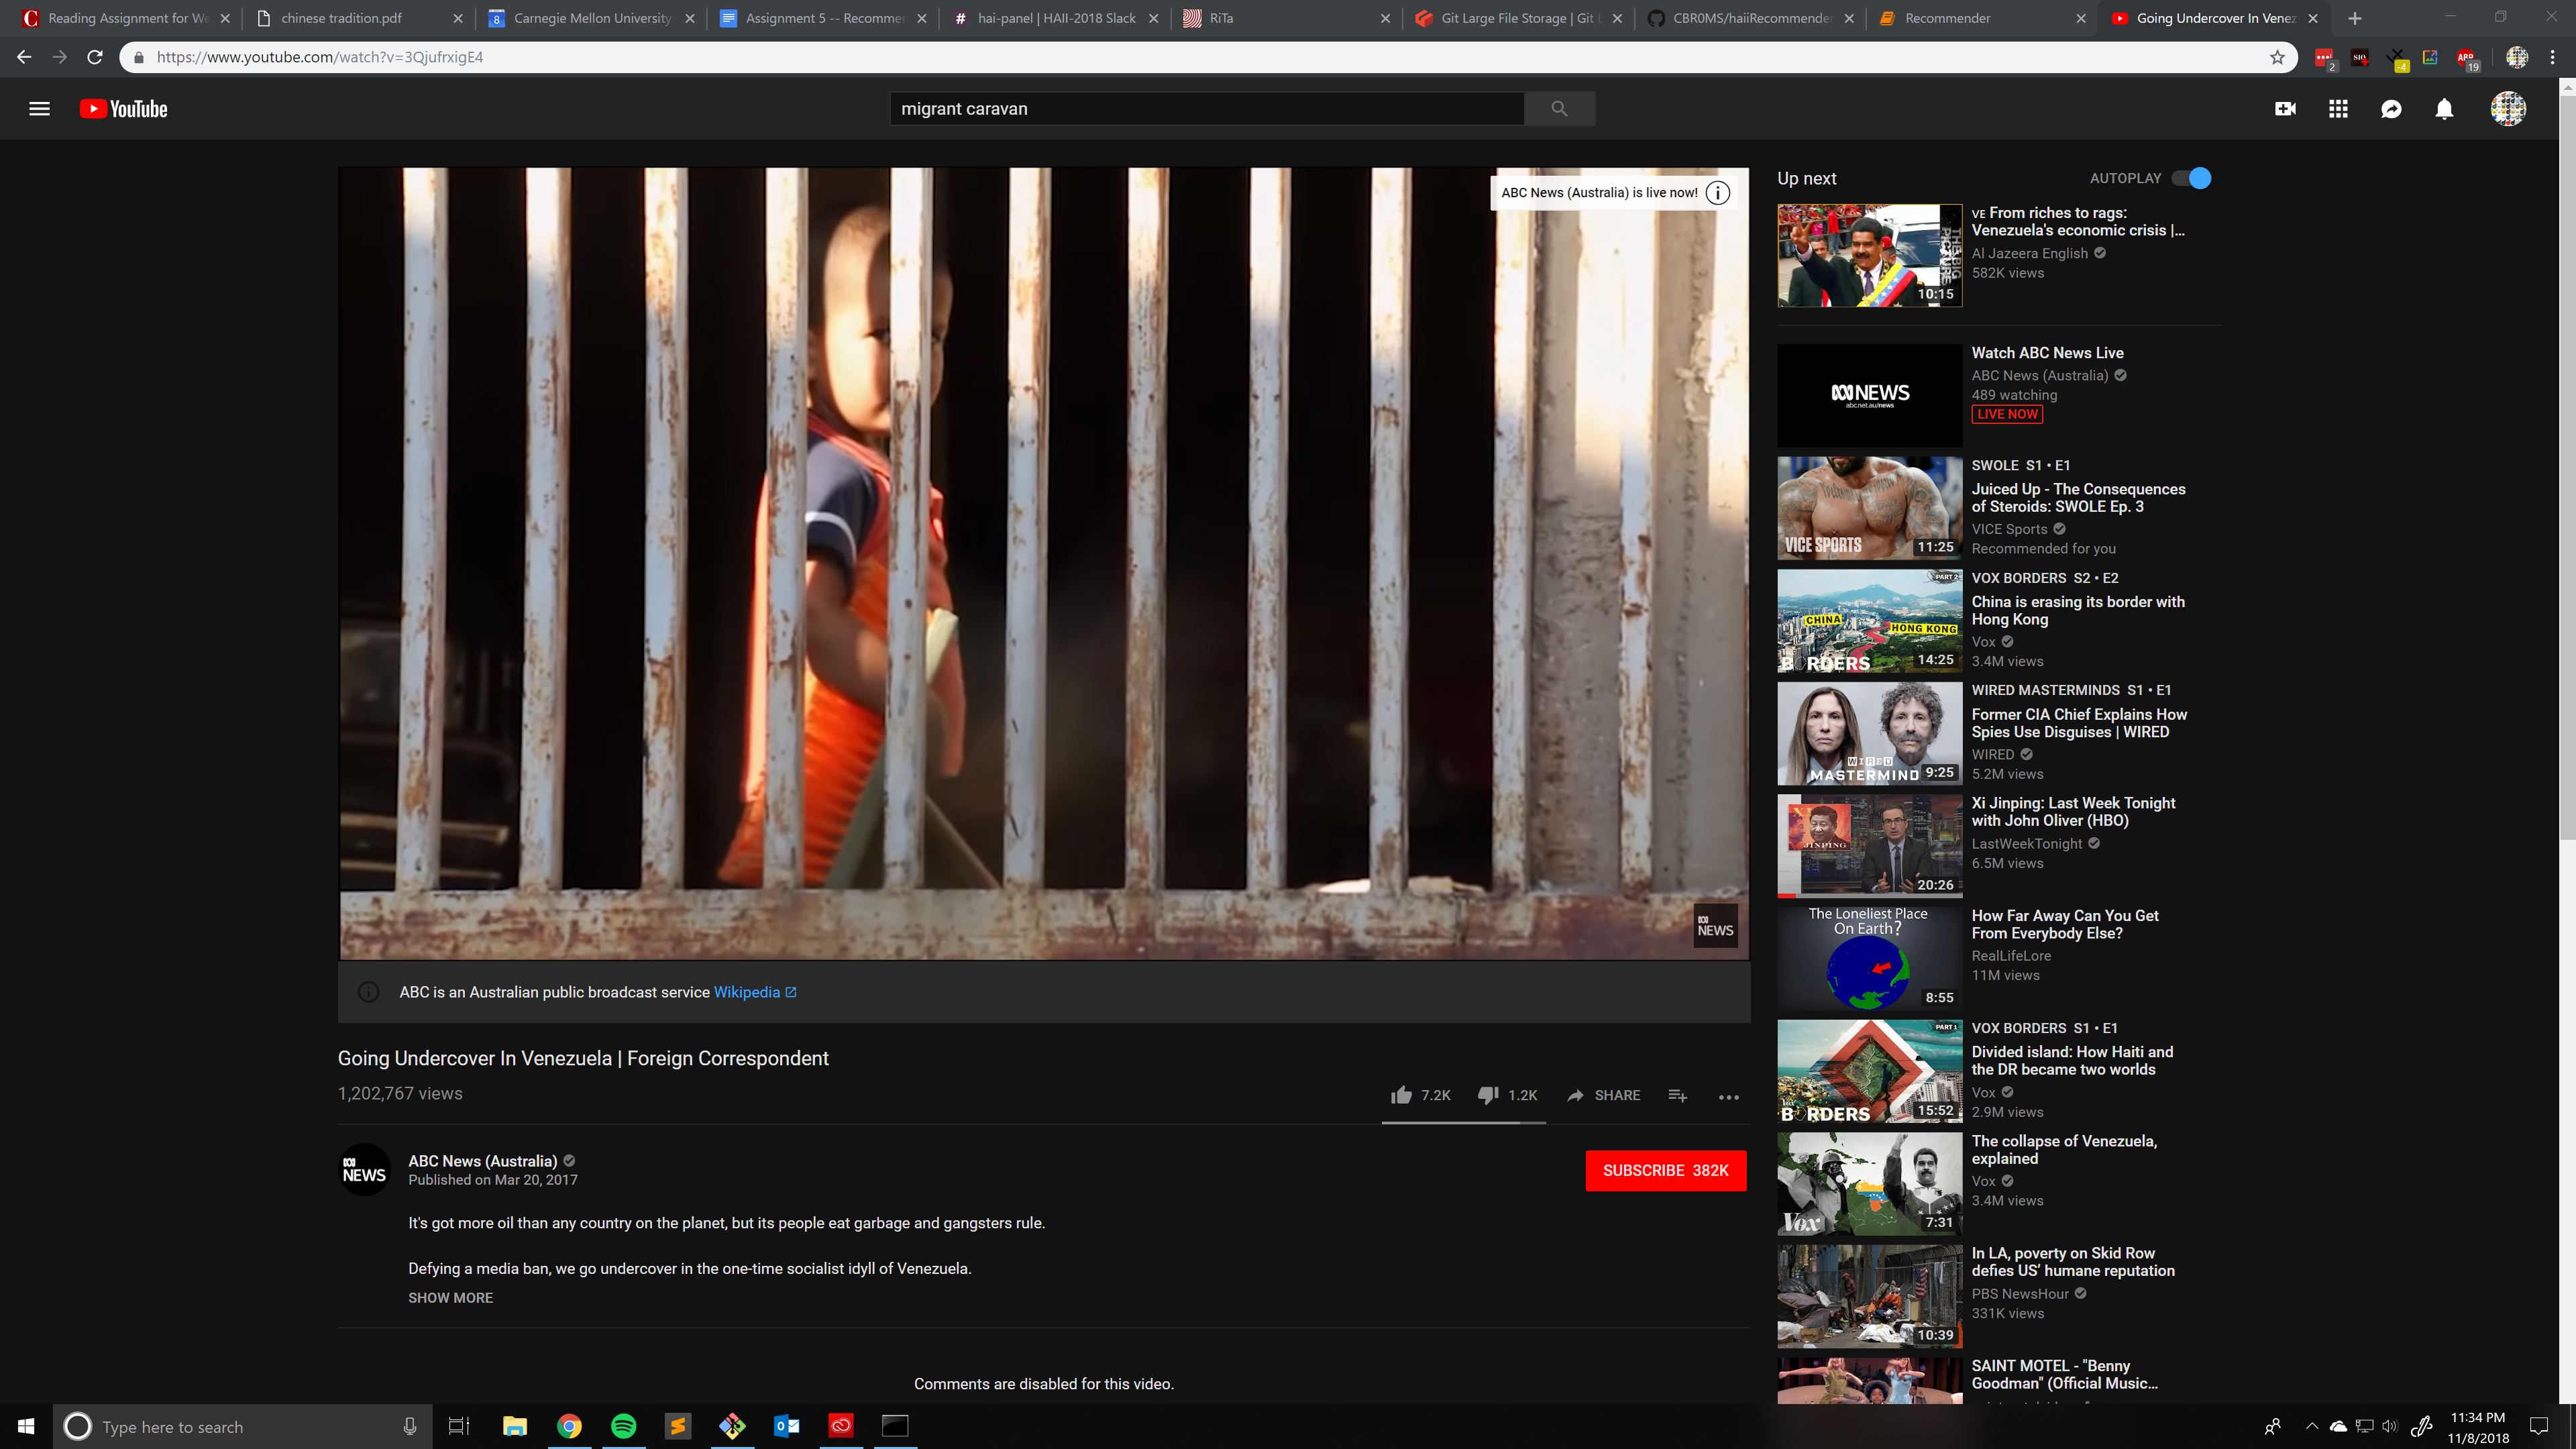 Reading Assignment for We
chinese tradition.pdf
8
Carnegie Mellon University
Assignment 5 -- Recommen
# hai-panel | HAII-2018 Slack
RiTa
Git Large File Storage | Git L
CBR0MS/haiiRecommender
Recommender
Going Undercover In Venez
https://www.youtube.com/watch?v=3QjufrxigE4
2
-4
ABP
19
YouTube
migrant caravan
ABC News (Australia) is live now!
NEWS
ABC is an Australian public broadcast service Wikipedia
Going Undercover In Venezuela | Foreign Correspondent
1,202,767 views
7.2K
1.2K
SHARE
NEWS
ABC News (Australia)
Published on Mar 20, 2017
SUBSCRIBE 382K
It's got more oil than any country on the planet, but its people eat garbage and gangsters rule.
Defying a media ban, we go undercover in the one-time socialist idyll of Venezuela.
SHOW MORE
Comments are disabled for this video.
Up next
AUTOPLAY
10:15
VE From riches to rags:
Venezuela's economic crisis |...
Al Jazeera English
582K views
NEWS
abc.net.au/news
Watch ABC News Live
ABC News (Australia)
489 watching
LIVE NOW
VICE SPORTS
11:25
SWOLE S1 • E1
Juiced Up - The Consequences
of Steroids: SWOLE Ep. 3
VICE Sports
Recommended for you
PART 2
CHINA
HONG KONG
BORDERS
14:25
VOX BORDERS S2 • E2
China is erasing its border with
Hong Kong
Vox
3.4M views
WIRED
MASTERMIND
9:25
WIRED MASTERMINDS S1 • E1
Former CIA Chief Explains How
Spies Use Disguises | WIRED
WIRED
5.2M views
XI
JINPING
20:26
Xi Jinping: Last Week Tonight
with John Oliver (HBO)
LastWeekTonight
6.5M views
The Loneliest Place
On Earth?
8:55
How Far Away Can You Get
From Everybody Else?
RealLifeLore
11M views
PART 1
BORDERS
15:52
VOX BORDERS S1 • E1
Divided island: How Haiti and
the DR became two worlds
Vox
2.9M views
Vox
7:31
The collapse of Venezuela,
explained
Vox
3.4M views
10:39
In LA, poverty on Skid Row
defies US' humane reputation
PBS NewsHour
331K views
SAINT MOTEL - "Benny
Goodman" (Official Music...
Type here to search
11:34 PM
11/8/2018